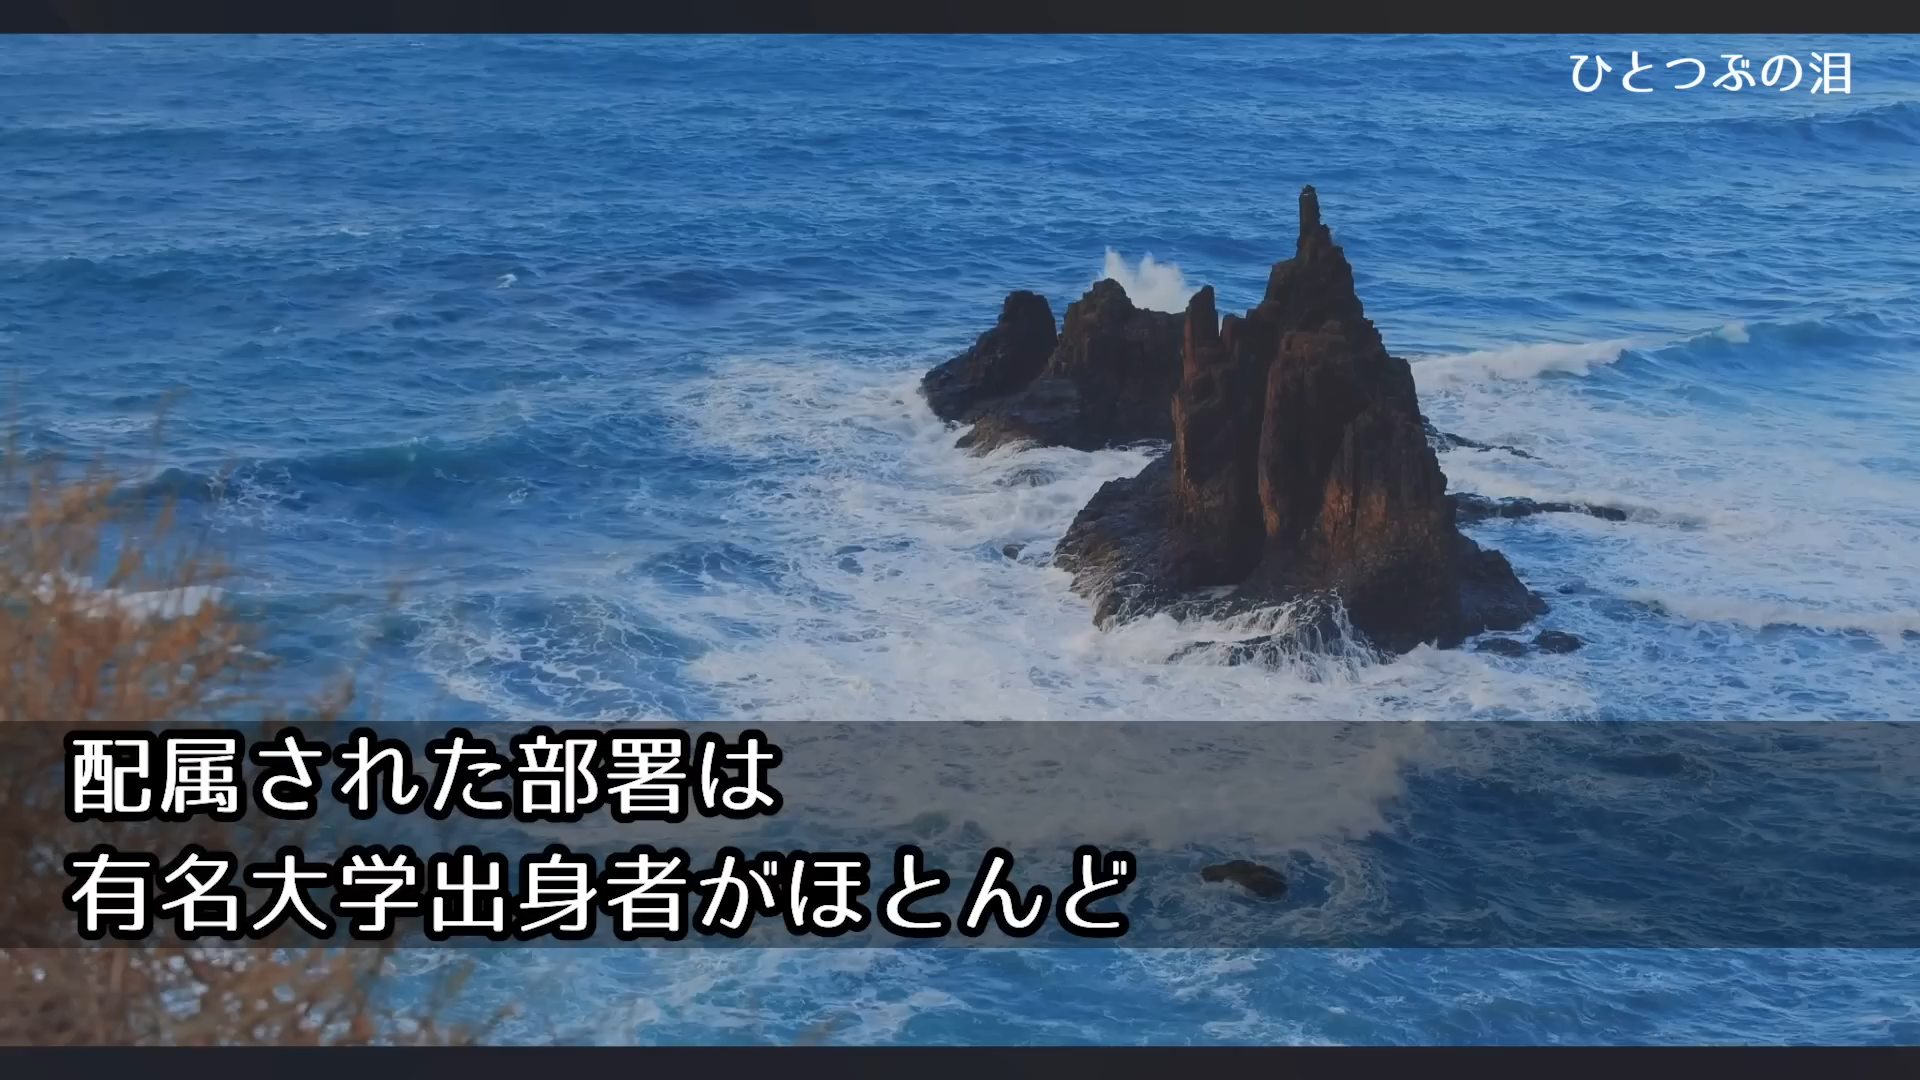 ひとつぶの泪
配属された部署は
有名大学出身者がほとんど